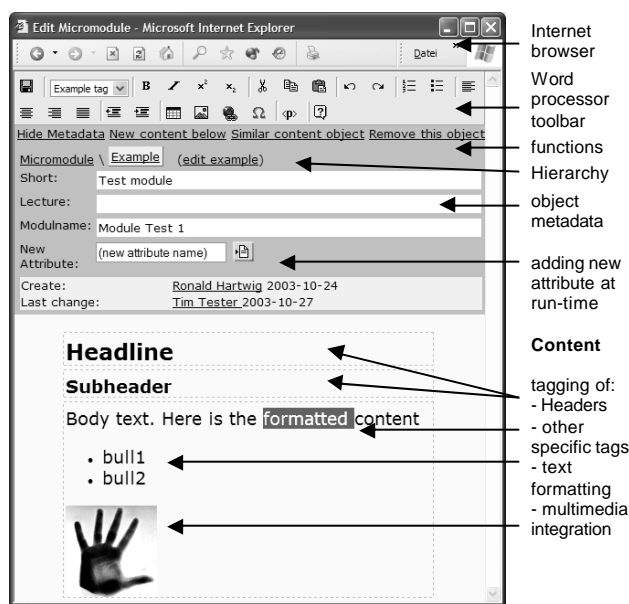 Edit Micromodule - Microsoft Internet Explorer
Datei
Example tag
B I x² x₂
Ω <p> ?
Hide Metadata New content below Similar content object Remove this object
Micromodule \ Example (edit example)
Short: Test module
Lecture:
Modulname: Module Test 1
New Attribute: (new attribute name)
Create: Ronald Hartwig 2003-10-24
Last change: Tim Tester 2003-10-27
Headline
Subheader
Body text. Here is the formatted content
• bull1
• bull2
Internet
browser
Word
processor
toolbar
functions
Hierarchy
object
metadata
adding new
attribute at
run-time
Content
tagging of:
- Headers
- other
specific tags
- text
formatting
- multimedia
integration